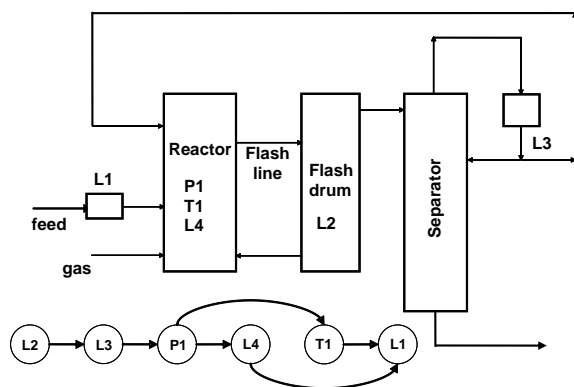 Reactor
P1
T1
L4
Flash
line
Flash
drum
L2
Separator
L3
L1
feed
gas
L2
L3
P1
L4
T1
L1